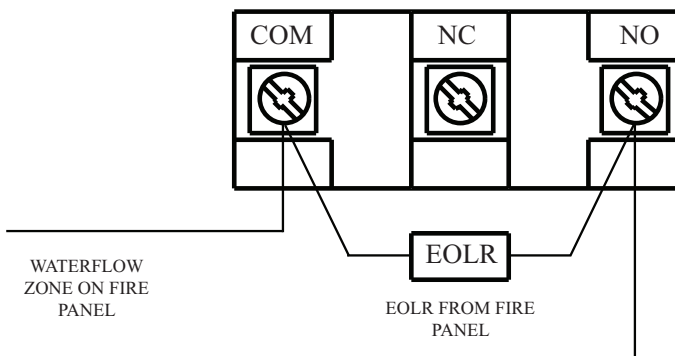 COM
NC
NO
EOLR
WATERFLOW
ZONE ON FIRE
PANEL
EOLR FROM FIRE
PANEL